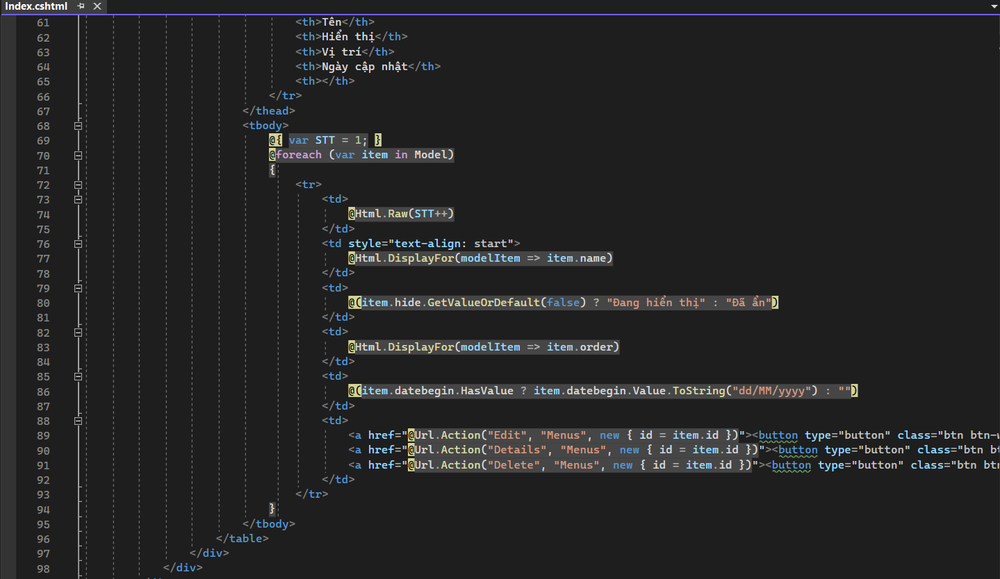 Index.cshtml
61 <th>Tên</th>
62 <th>Hiển thị</th>
63 <th>Vị trí</th>
64 <th>Ngày cập nhật</th>
65 <th></th>
66 </tr>
67 </thead>
68 <tbody>
69 @{ var STT = 1; }
70 @foreach (var item in Model)
71 {
72 <tr>
73 <td>
74 @Html.Raw(STT++)
75 </td>
76 <td style="text-align: start">
77 @Html.DisplayFor(modelItem => item.name)
78 </td>
79 <td>
80 @(item.hide.GetValueOrDefault(false) ? "Đang hiển thị" : "Đã ẩn")
81 </td>
82 <td>
83 @Html.DisplayFor(modelItem => item.order)
84 </td>
85 <td>
86 @(item.datebegin.HasValue ? item.datebegin.Value.ToString("dd/MM/yyyy") : "")
87 </td>
88 <td>
89 <a href="@Url.Action("Edit", "Menus", new { id = item.id })"><button type="button" class="btn btn-w
90 <a href="@Url.Action("Details", "Menus", new { id = item.id })"><button type="button" class="btn bt
91 <a href="@Url.Action("Delete", "Menus", new { id = item.id })"><button type="button" class="btn btn
92 </td>
93 </tr>
94 }
95 </tbody>
96 </table>
97 </div>
98 </div>